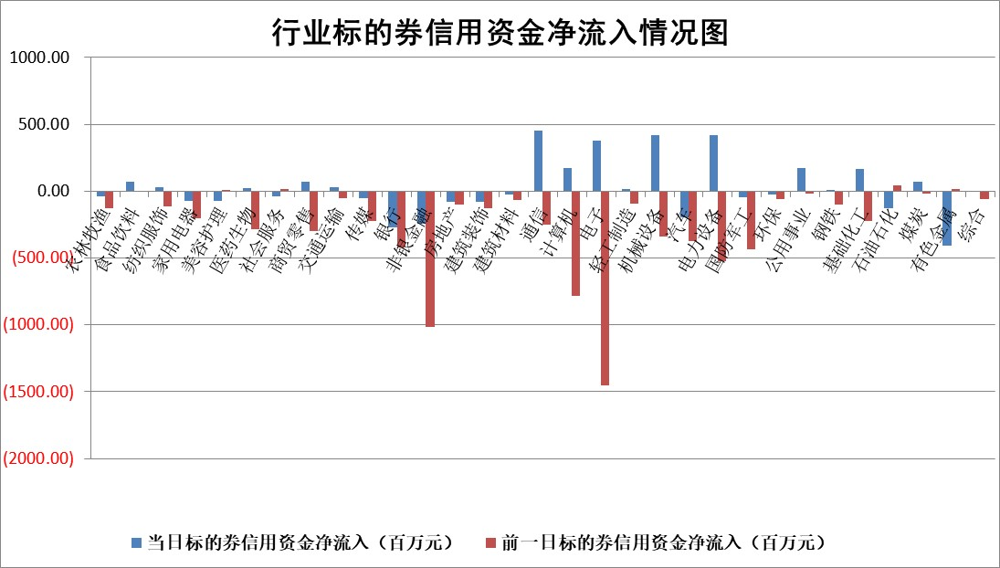 行业标的券信用资金净流入情况图
1000.00
500.00
0.00
(500.00)
(1000.00)
(1500.00)
(2000.00)
农林牧渔
食品饮料
纺织服饰
家用电器
美容护理
医药生物
社会服务
商贸零售
交通运输
传媒
银行
非银金融
房地产
建筑装饰
建筑材料
通信
计算机
电子
轻工制造
机械设备
汽车
电力设备
国防军工
环保
公用事业
钢铁
基础化工
石油石化
煤炭
有色金属
综合
当日标的券信用资金净流入（百万元）
前一日标的券信用资金净流入（百万元）